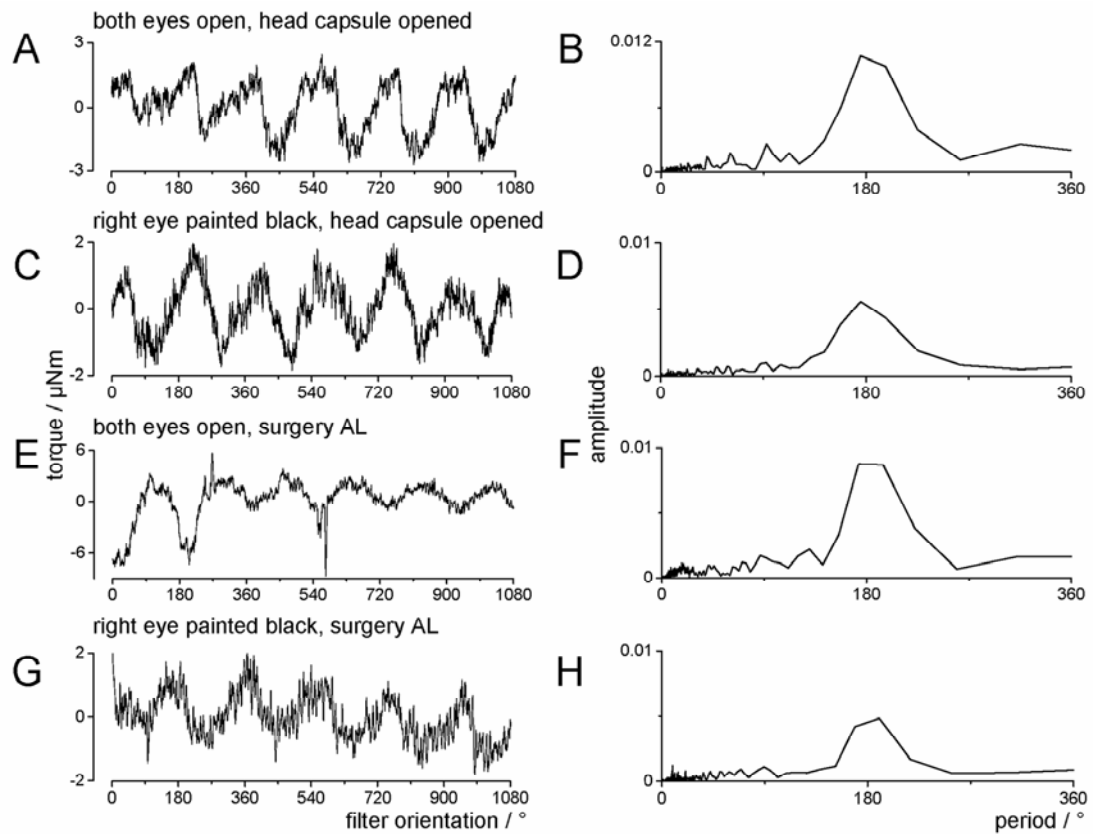 both eyes open, head capsule opened
A
3
0
-3
0 180 360 540 720 900 1080
B
0.012
0
0 180 360
right eye painted black, head capsule opened
C
2
0
-2
0 180 360 540 720 900 1080
D
0.01
0
0 180 360
torque / µNm
amplitude
both eyes open, surgery AL
E
6
0
-6
0 180 360 540 720 900 1080
F
0.01
0
0 180 360
right eye painted black, surgery AL
G
2
0
-2
0 180 360 540 720 900 1080
filter orientation / °
H
0.01
0
0 180 360
period / °